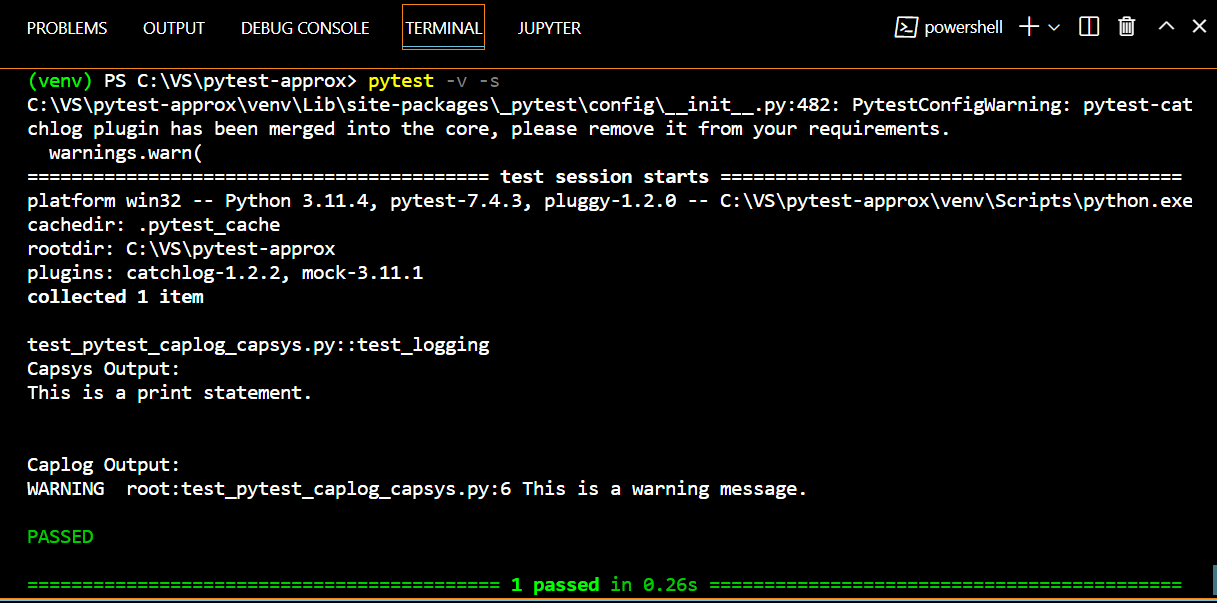 PROBLEMS OUTPUT DEBUG CONSOLE TERMINAL JUPYTER powershell
(venv) PS C:\VS\pytest-approx> pytest -v -s
C:\VS\pytest-approx\venv\Lib\site-packages\_pytest\config\__init__.py:482: PytestConfigWarning: pytest-cat
chlog plugin has been merged into the core, please remove it from your requirements.
  warnings.warn(
========================================== test session starts ==========================================
platform win32 -- Python 3.11.4, pytest-7.4.3, pluggy-1.2.0 -- C:\VS\pytest-approx\venv\Scripts\python.exe
cachedir: .pytest_cache
rootdir: C:\VS\pytest-approx
plugins: catchlog-1.2.2, mock-3.11.1
collected 1 item
test_pytest_caplog_capsys.py::test_logging
Capsys Output:
This is a print statement.
Caplog Output:
WARNING  root:test_pytest_caplog_capsys.py:6 This is a warning message.
PASSED
=========================================== 1 passed in 0.26s ===========================================